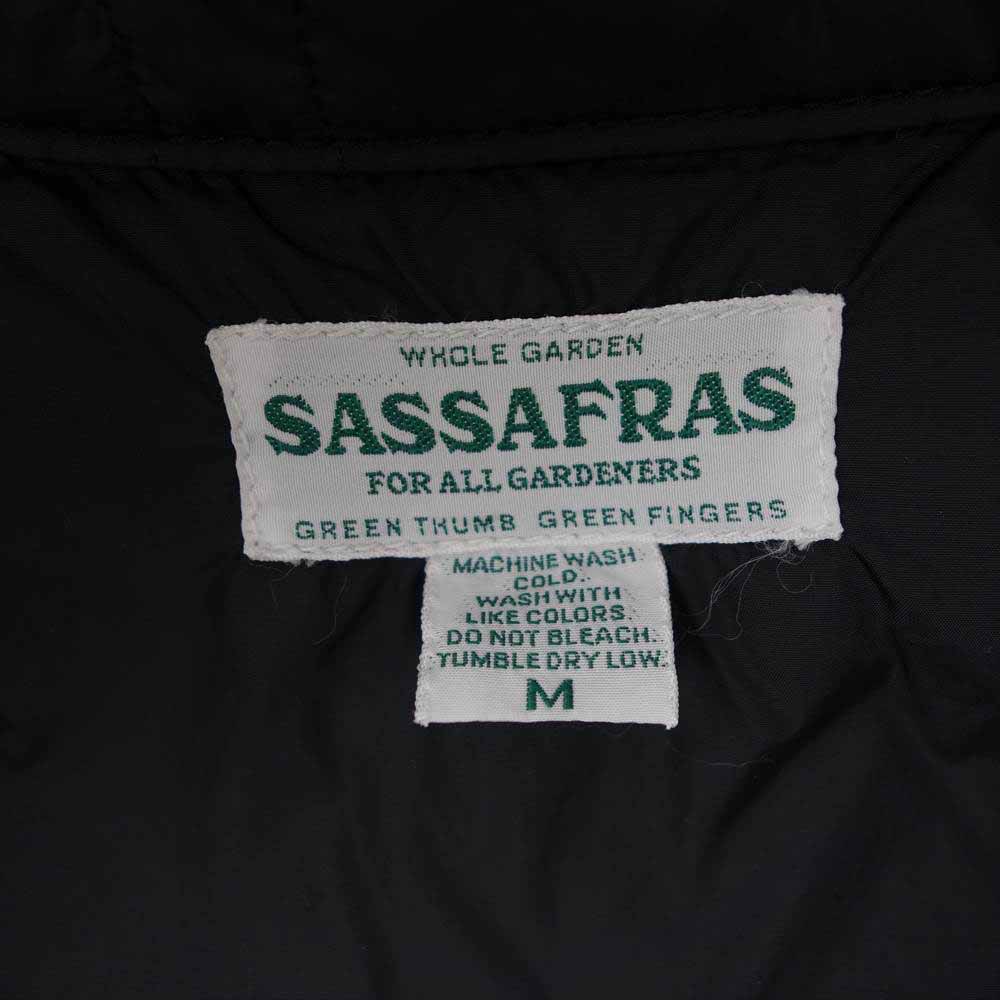 WHOLE GARDEN
SASSAFRAS
FOR ALL GARDENERS
GREEN THUMB GREEN FINGERS
MACHINE WASH
COLD.
WASH WITH
LIKE COLORS.
DO NOT BLEACH.
TUMBLE DRY LOW.
M